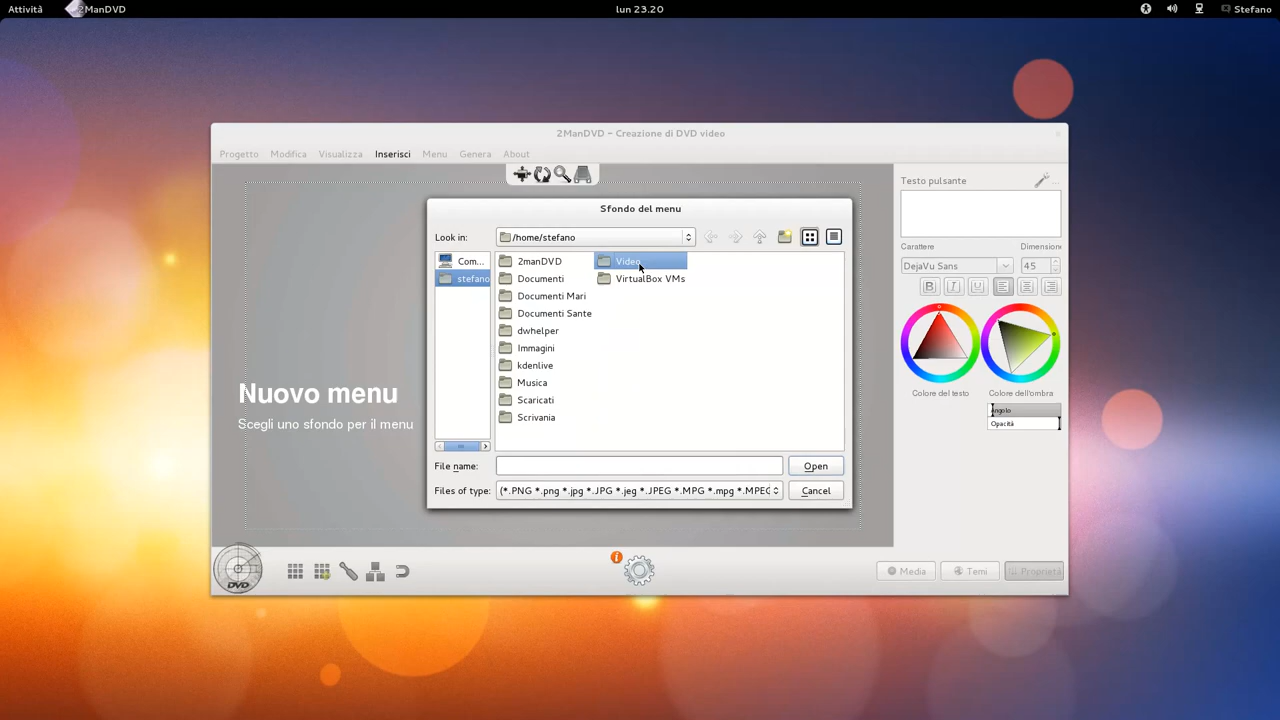 Attività
2ManDVD
lun 23.20
Stefano
2ManDVD – Creazione di DVD video
Progetto Modifica Visualizza Inserisci Menu Genera About
Testo pulsante
...
Sfondo del menu
Look in: /home/stefano
Com...
stefano
2manDVD
Documenti
Documenti Mari
Documenti Sante
dwhelper
Immagini
kdenlive
Musica
Scaricati
Scrivania
Video
VirtualBox VMs
File name:
Open
Files of type: (*.PNG *.png *.jpg *.JPG *.jeg *.JPEG *.MPG *.mpg *.MPEG
Cancel
Carattere Dimensione
DejaVu Sans 45
B I U
Colore del testo Colore dell'ombra
Angolo
Opacità
Nuovo menu
Scegli uno sfondo per il menu
DVD
i
Media Temi Proprietà